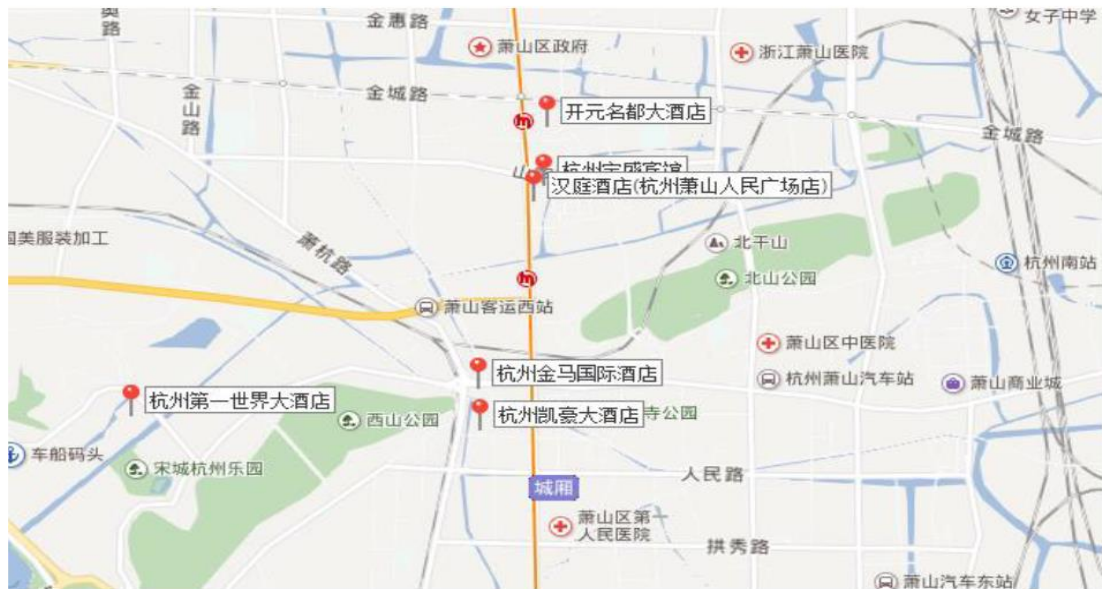 金惠路
女子中学
萧山区政府
浙江萧山医院
金山路
金城路
开元名都大酒店
金城路
汉庭酒店(杭州萧山人民广场店)
国美服装加工
萧杭路
北干山
杭州南站
北山公园
萧山客运西站
萧山区中医院
杭州金马国际酒店
杭州萧山汽车站
萧山商业城
杭州第一世界大酒店
西山公园
杭州凯豪大酒店
寺公园
车船码头
宋城杭州乐园
人民路
城厢
萧山区第一
人民医院
拱秀路
萧山汽车东站